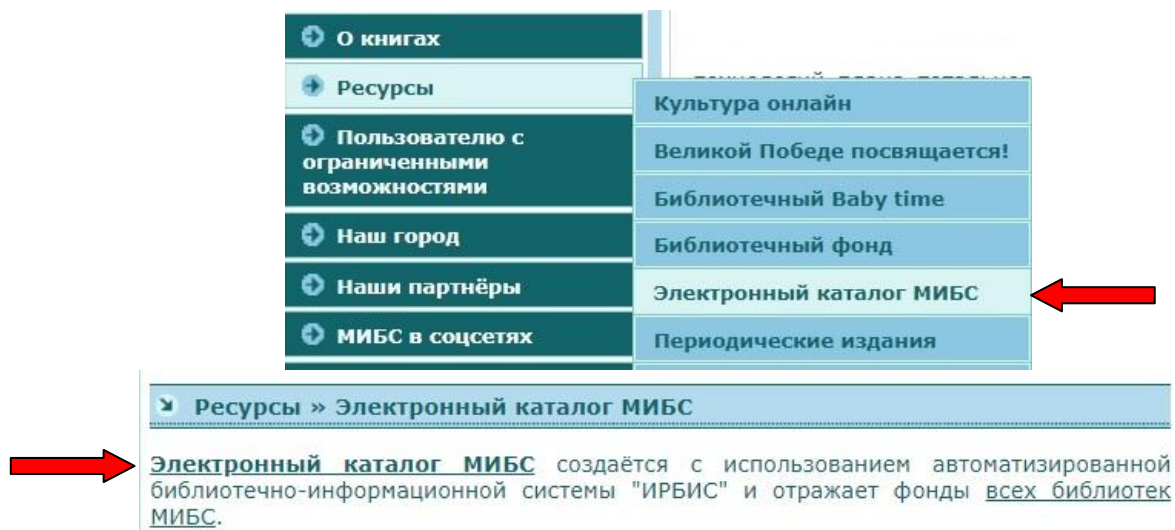 О книгах
Ресурсы
Пользователю с
ограниченными
возможностями
Наш город
Наши партнёры
МИБС в соцсетях
Культура онлайн
Великой Победе посвящается!
Библиотечный Baby time
Библиотечный фонд
Электронный каталог МИБС
Периодические издания
Ресурсы » Электронный каталог МИБС
Электронный каталог МИБС создаётся с использованием автоматизированной
библиотечно-информационной системы "ИРБИС" и отражает фонды всех библиотек
МИБС.